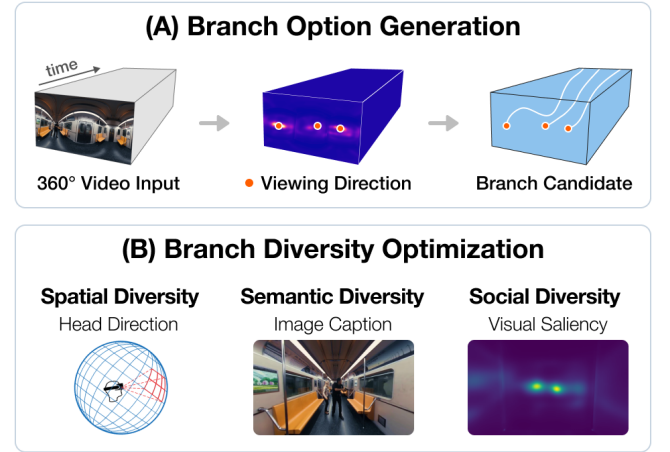 (A) Branch Option Generation
time
360° Video Input
Viewing Direction
Branch Candidate
(B) Branch Diversity Optimization
Spatial Diversity
Head Direction
Semantic Diversity
Image Caption
Social Diversity
Visual Saliency